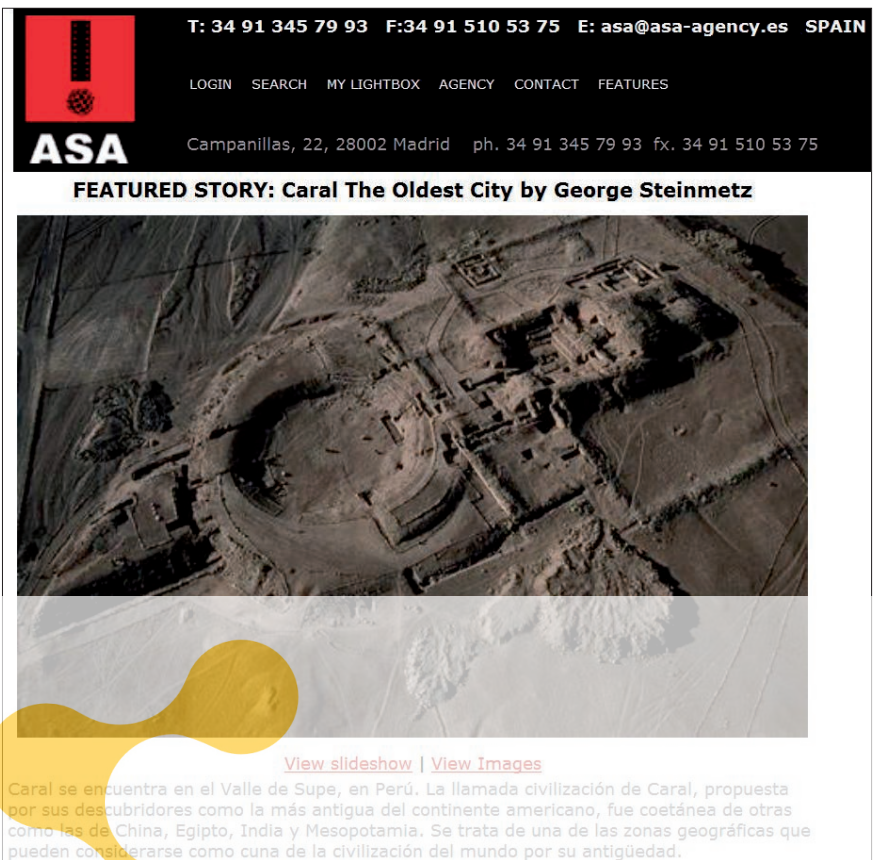 T: 34 91 345 79 93 F:34 91 510 53 75 E: asa@asa-agency.es SPAIN
LOGIN SEARCH MY LIGHTBOX AGENCY CONTACT FEATURES
ASA
Campanillas, 22, 28002 Madrid ph. 34 91 345 79 93 fx. 34 91 510 53 75
FEATURED STORY: Caral The Oldest City by George Steinmetz
View slideshow | View Images
Caral se encuentra en el Valle de Supe, en Perú. La llamada civilización de Caral, propuesta
por sus descubridores como la más antigua del continente americano, fue coetánea de otras
como las de China, Egipto, India y Mesopotamia. Se trata de una de las zonas geográficas que
pueden considerarse como cuna de la civilización del mundo por su antigüedad.